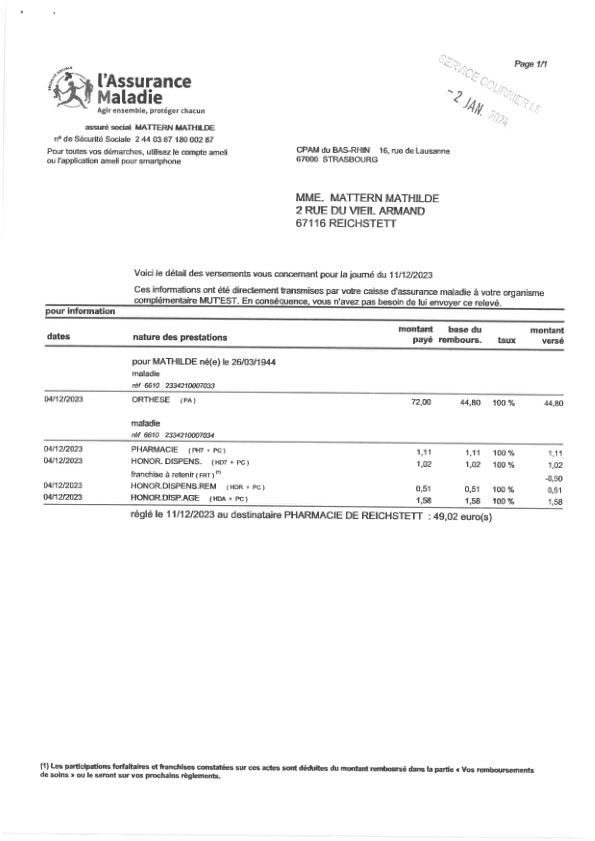 Page 1/1
SÉCURITÉ SOCIALE
l'Assurance
Maladie
Agir ensemble, protéger chacun
SERVICE COURRIER LE
- 2 JAN. 2024
assuré social MATTERN MATHILDE
n° de Sécurité Sociale 2 44 03 67 180 002 87
Pour toutes vos démarches, utilisez le compte ameli
ou l'application ameli pour smartphone
CPAM du BAS-RHIN 16, rue de Lausanne
67000 STRASBOURG
MME. MATTERN MATHILDE
2 RUE DU VIEIL ARMAND
67116 REICHSTETT
Voici le détail des versements vous concernant pour la journée du 11/12/2023
Ces informations ont été directement transmises par votre caisse d'assurance maladie à votre organisme
complémentaire MUT'EST. En conséquence, vous n'avez pas besoin de lui envoyer ce relevé.
pour information
dates nature des prestations montant payé base du rembours. taux montant versé
pour MATHILDE né(e) le 26/03/1944
maladie
réf 6610 2334210007033
04/12/2023 ORTHESE (PA) 72,00 44,80 100 % 44,80
maladie
réf 6610 2334210007034
04/12/2023 PHARMACIE (PH7 + PC) 1,11 1,11 100 % 1,11
04/12/2023 HONOR. DISPENS. (HD7 + PC) 1,02 1,02 100 % 1,02
franchise à retenir (FRT) (1) -0,50
04/12/2023 HONOR.DISPENS.REM (HDR + PC) 0,51 0,51 100 % 0,51
04/12/2023 HONOR.DISP.AGE (HDA + PC) 1,58 1,58 100 % 1,58
réglé le 11/12/2023 au destinataire PHARMACIE DE REICHSTETT : 49,02 euro(s)
(1) Les participations forfaitaires et franchises constatées sur ces actes sont déduites du montant remboursé dans la partie « Vos remboursements
de soins » ou le seront sur vos prochains règlements.